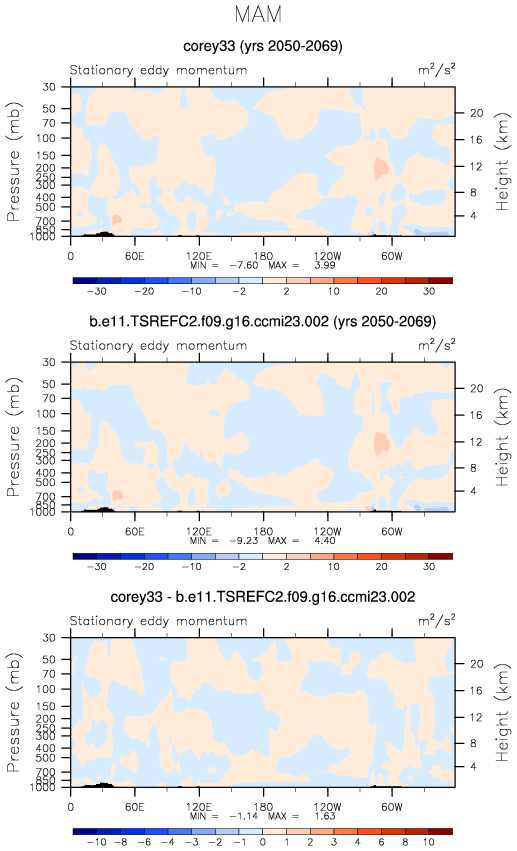 MAM
corey33 (yrs 2050-2069)
Stationary eddy momentum m²/s²
Pressure (mb)
30
50
70
100
150
200
250
300
400
500
700
850
1000
Height (km)
20
16
12
8
4
0 60E 120E 180 120W 60W
MIN = -7.60 MAX = 3.99
-30 -20 -10 -2 2 10 20 30
b.e11.TSREFC2.f09.g16.ccmi23.002 (yrs 2050-2069)
Stationary eddy momentum m²/s²
Pressure (mb)
30
50
70
100
150
200
250
300
400
500
700
850
1000
Height (km)
20
16
12
8
4
0 60E 120E 180 120W 60W
MIN = -9.23 MAX = 4.40
-30 -20 -10 -2 2 10 20 30
corey33 - b.e11.TSREFC2.f09.g16.ccmi23.002
Stationary eddy momentum m²/s²
Pressure (mb)
30
50
70
100
150
200
250
300
400
500
700
850
1000
Height (km)
20
16
12
8
4
0 60E 120E 180 120W 60W
MIN = -1.14 MAX = 1.63
-10 -8 -6 -4 -3 -2 -1 0 1 2 3 4 6 8 10